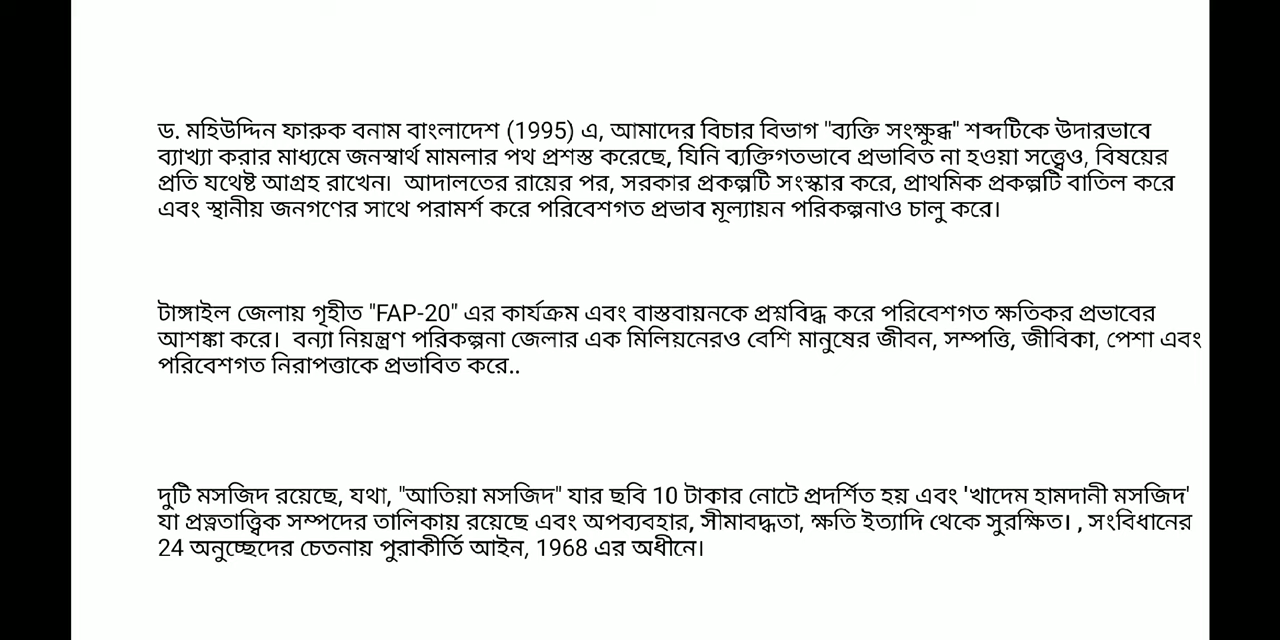 ড. মহিউদ্দিন ফারুক বনাম বাংলাদেশ (1995) এ, আমাদের বিচার বিভাগ "ব্যক্তি সংক্ষুব্ধ" শব্দটিকে উদারভাবে
ব্যাখ্যা করার মাধ্যমে জনস্বার্থ মামলার পথ প্রশস্ত করেছে, যিনি ব্যক্তিগতভাবে প্রভাবিত না হওয়া সত্ত্বেও, বিষয়ের
প্রতি যথেষ্ট আগ্রহ রাখেন। আদালতের রায়ের পর, সরকার প্রকল্পটি সংস্কার করে, প্রাথমিক প্রকল্পটি বাতিল করে
এবং স্থানীয় জনগণের সাথে পরামর্শ করে পরিবেশগত প্রভাব মূল্যায়ন পরিকল্পনাও চালু করে।
টাঙ্গাইল জেলায় গৃহীত "FAP-20" এর কার্যক্রম এবং বাস্তবায়নকে প্রশ্নবিদ্ধ করে পরিবেশগত ক্ষতিকর প্রভাবের
আশঙ্কা করে। বন্যা নিয়ন্ত্রণ পরিকল্পনা জেলার এক মিলিয়নেরও বেশি মানুষের জীবন, সম্পত্তি, জীবিকা, পেশা এবং
পরিবেশগত নিরাপত্তাকে প্রভাবিত করে..
দুটি মসজিদ রয়েছে, যথা, "আতিয়া মসজিদ" যার ছবি 10 টাকার নোটে প্রদর্শিত হয় এবং 'খাদেম হামদানী মসজিদ'
যা প্রত্নতাত্ত্বিক সম্পদের তালিকায় রয়েছে এবং অপব্যবহার, সীমাবদ্ধতা, ক্ষতি ইত্যাদি থেকে সুরক্ষিত। , সংবিধানের
24 অনুচ্ছেদের চেতনায় পুরাকীর্তি আইন, 1968 এর অধীনে।